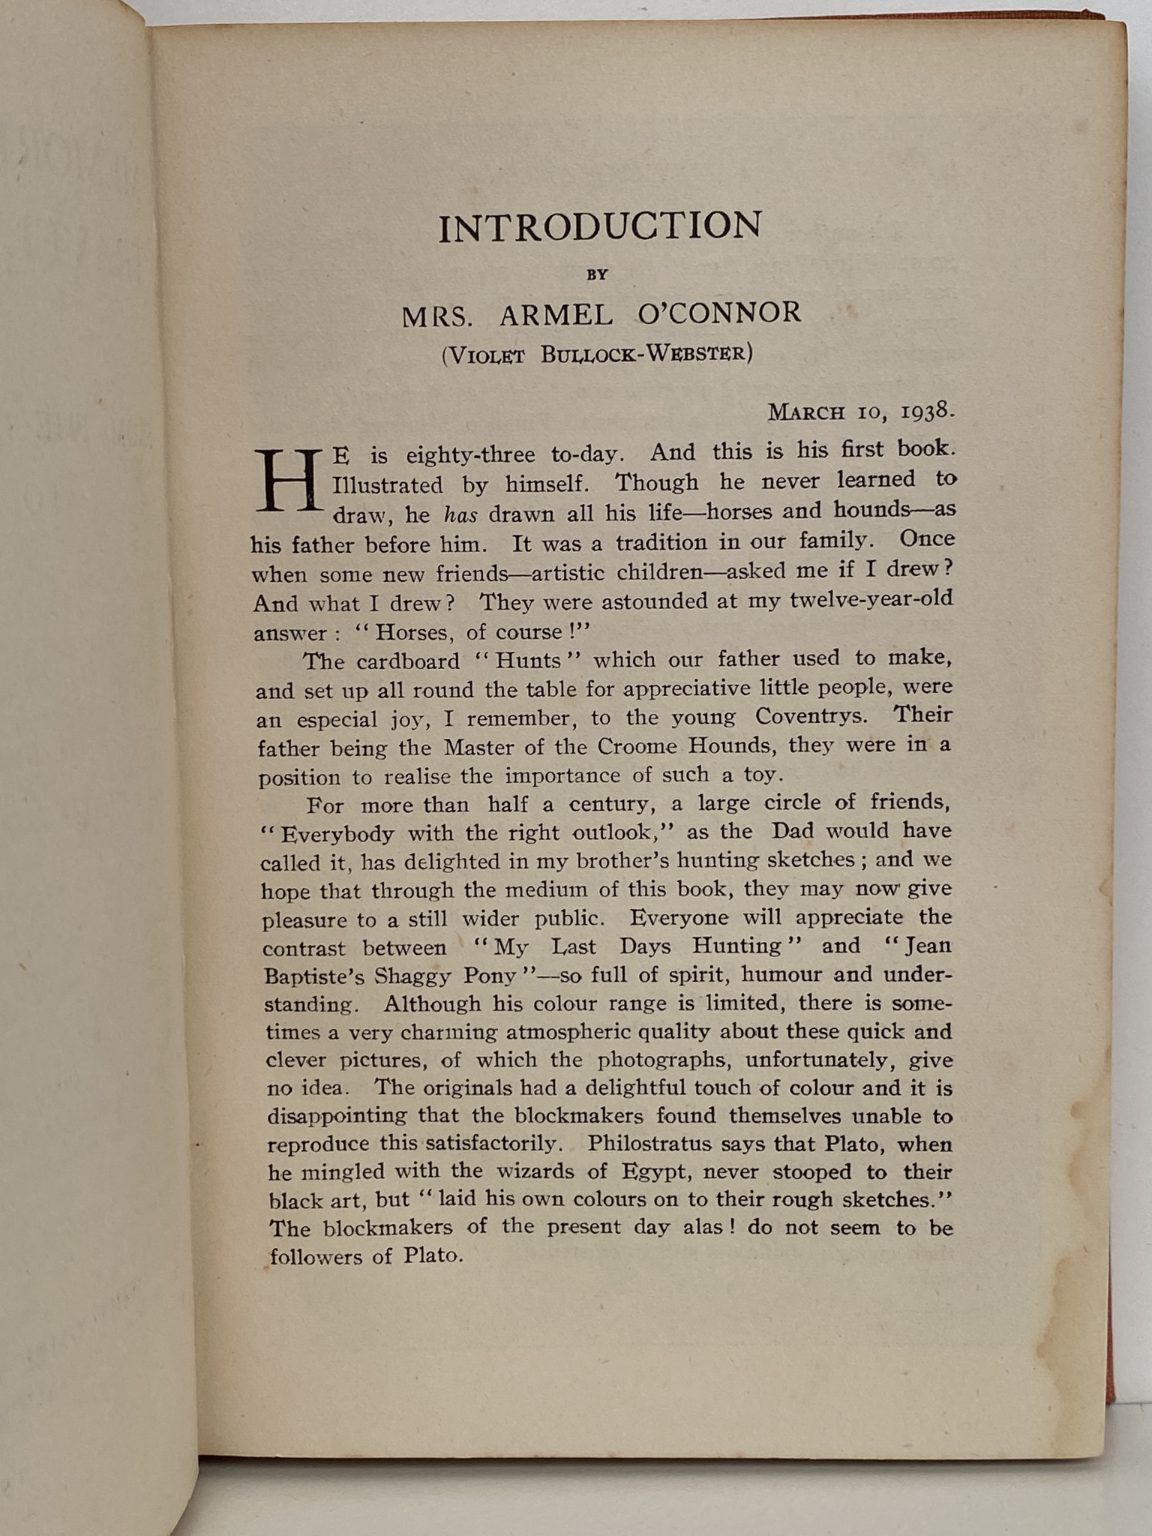 INTRODUCTION
BY
MRS. ARMEL O'CONNOR
(VIOLET BULLOCK-WEBSTER)
MARCH 10, 1938.
HE is eighty-three to-day. And this is his first book.
Illustrated by himself. Though he never learned to
draw, he has drawn all his life—horses and hounds—as
his father before him. It was a tradition in our family. Once
when some new friends—artistic children—asked me if I drew?
And what I drew? They were astounded at my twelve-year-old
answer: "Horses, of course!"
The cardboard "Hunts" which our father used to make,
and set up all round the table for appreciative little people, were
an especial joy, I remember, to the young Coventrys. Their
father being the Master of the Croome Hounds, they were in a
position to realise the importance of such a toy.
For more than half a century, a large circle of friends,
"Everybody with the right outlook," as the Dad would have
called it, has delighted in my brother's hunting sketches; and we
hope that through the medium of this book, they may now give
pleasure to a still wider public. Everyone will appreciate the
contrast between "My Last Days Hunting" and "Jean
Baptiste's Shaggy Pony"—so full of spirit, humour and under-
standing. Although his colour range is limited, there is some-
times a very charming atmospheric quality about these quick and
clever pictures, of which the photographs, unfortunately, give
no idea. The originals had a delightful touch of colour and it is
disappointing that the blockmakers found themselves unable to
reproduce this satisfactorily. Philostratus says that Plato, when
he mingled with the wizards of Egypt, never stooped to their
black art, but "laid his own colours on to their rough sketches."
The blockmakers of the present day alas! do not seem to be
followers of Plato.